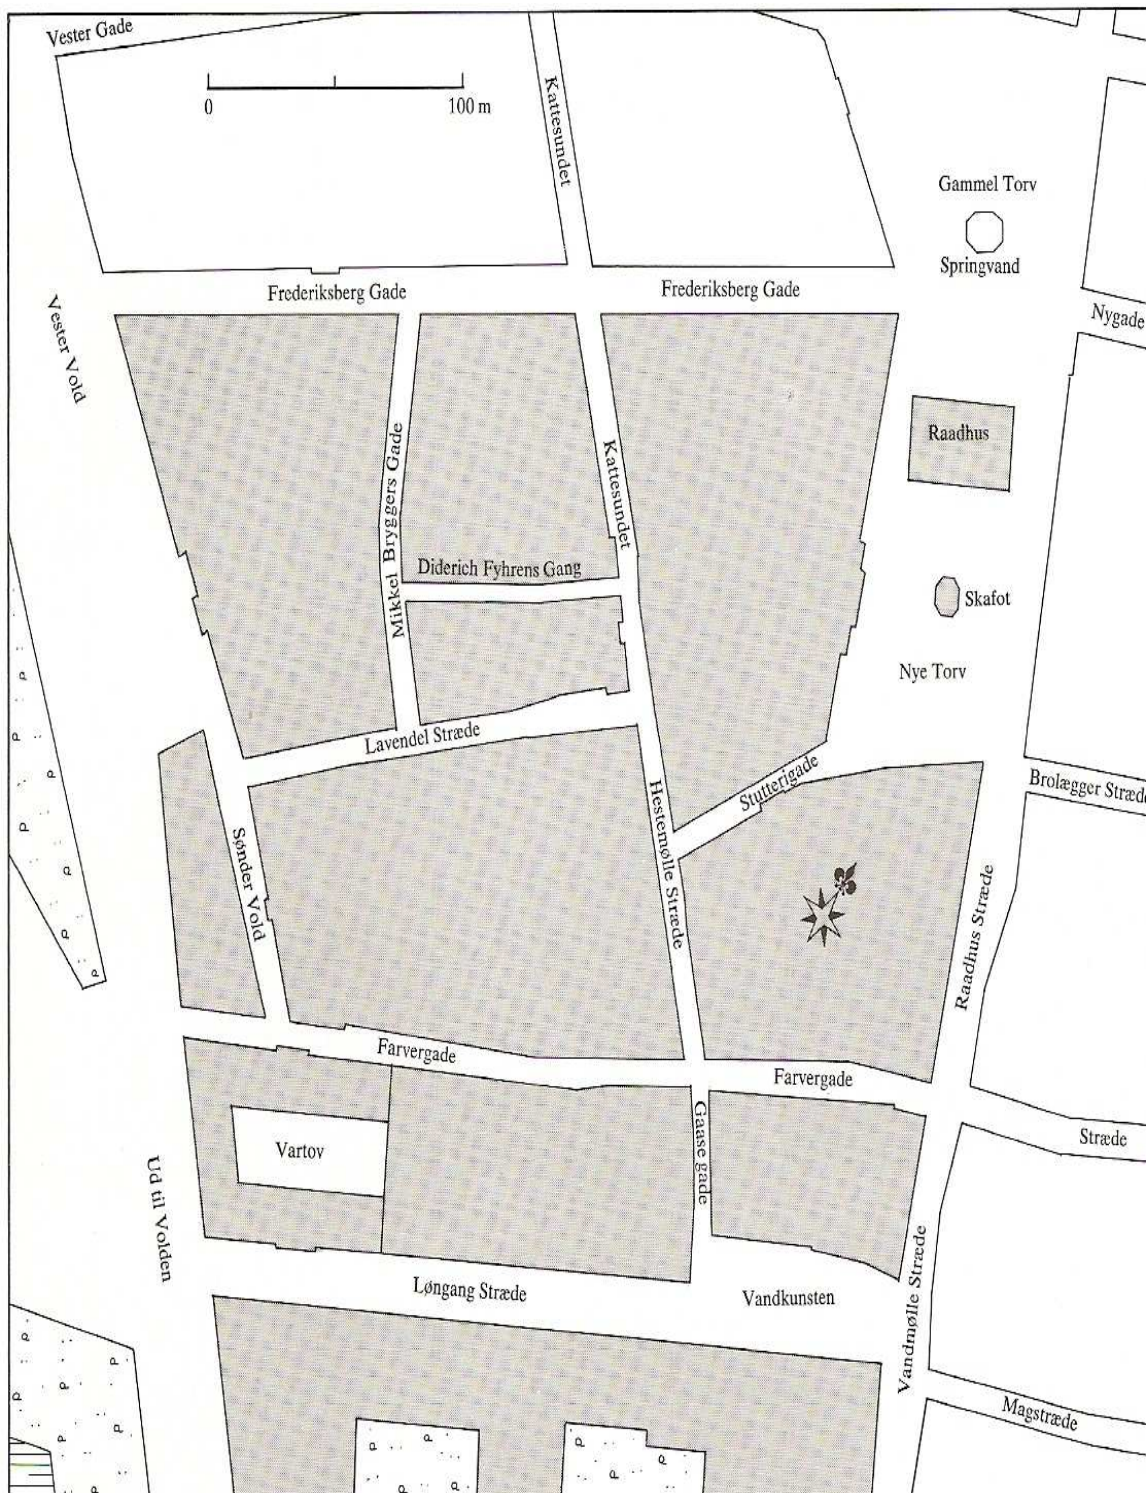 Vester Gade
Kattesundet
0
100 m
Gammel Torv
Springvand
Frederiksberg Gade
Frederiksberg Gade
Nygade
Vester Vold
Raadhus
Mikkel Bryggers Gade
Kattesundet
Diderich Fyhrens Gang
Skafot
Nye Torv
Lavendel Stræde
Stutterigade
Brolægger Stræde
Hestemølle Stræde
Sønder Vold
Raadhus Stræde
Farvergade
Farvergade
Gaase gade
Stræde
Vartov
Ud til Volden
Vandmølle Stræde
Løngang Stræde
Vandkunsten
Magstræde